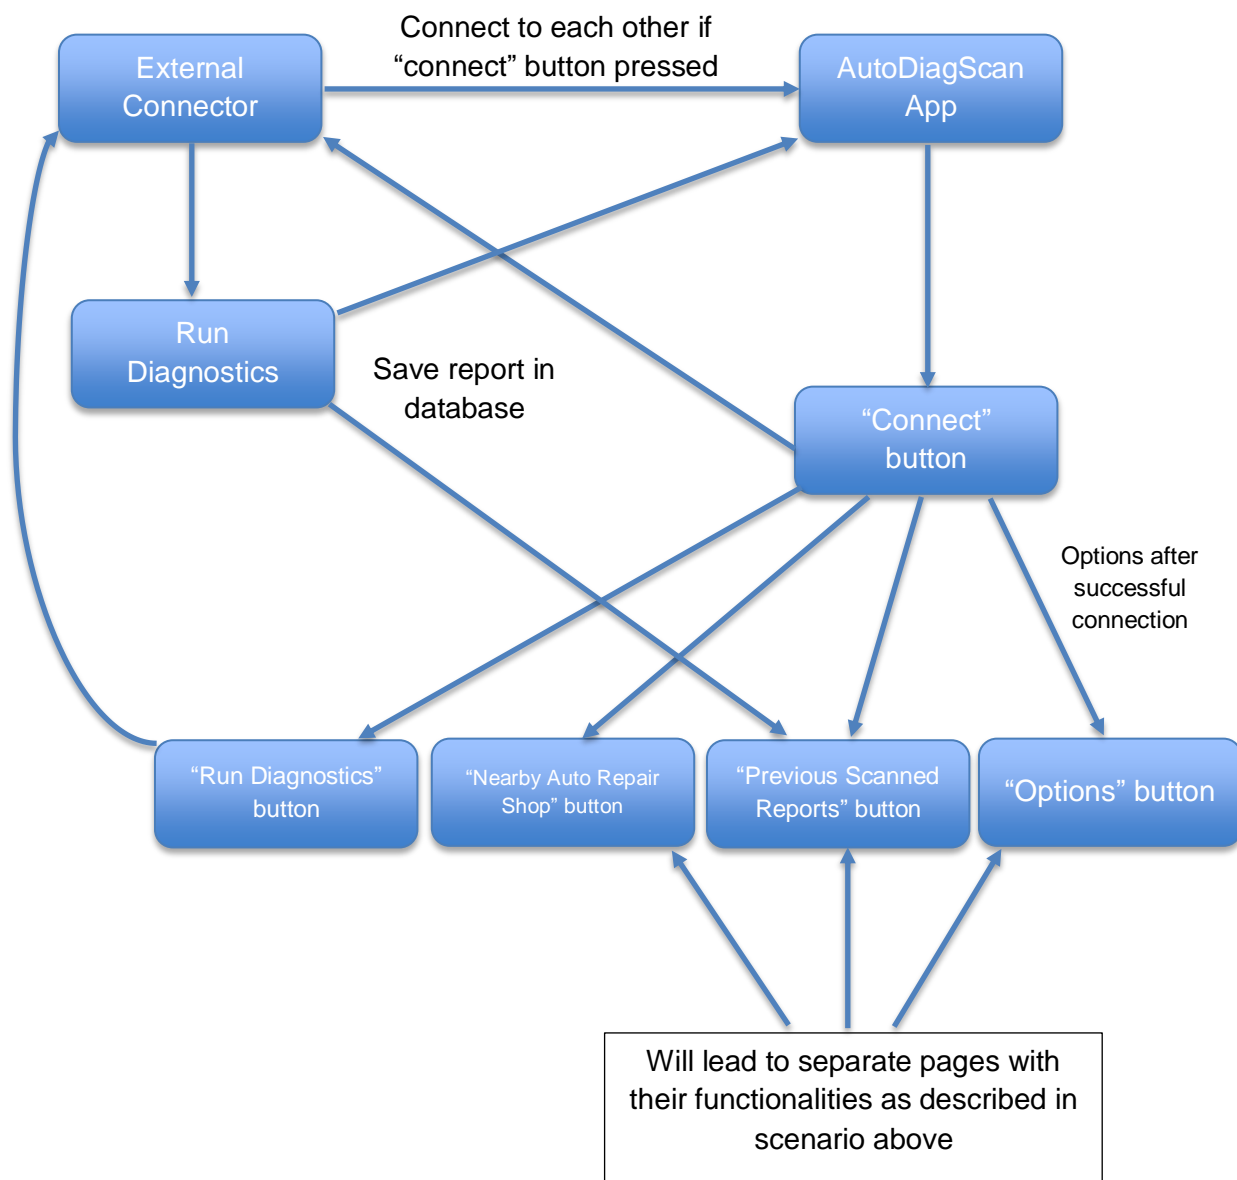 Connect to each other if
“connect” button pressed
External
Connector
AutoDiagScan
App
Run
Diagnostics
Save report in
database
“Connect”
button
Options after
successful
connection
“Run Diagnostics”
button
“Nearby Auto Repair
Shop” button
“Previous Scanned
Reports” button
“Options” button
Will lead to separate pages with
their functionalities as described in
scenario above